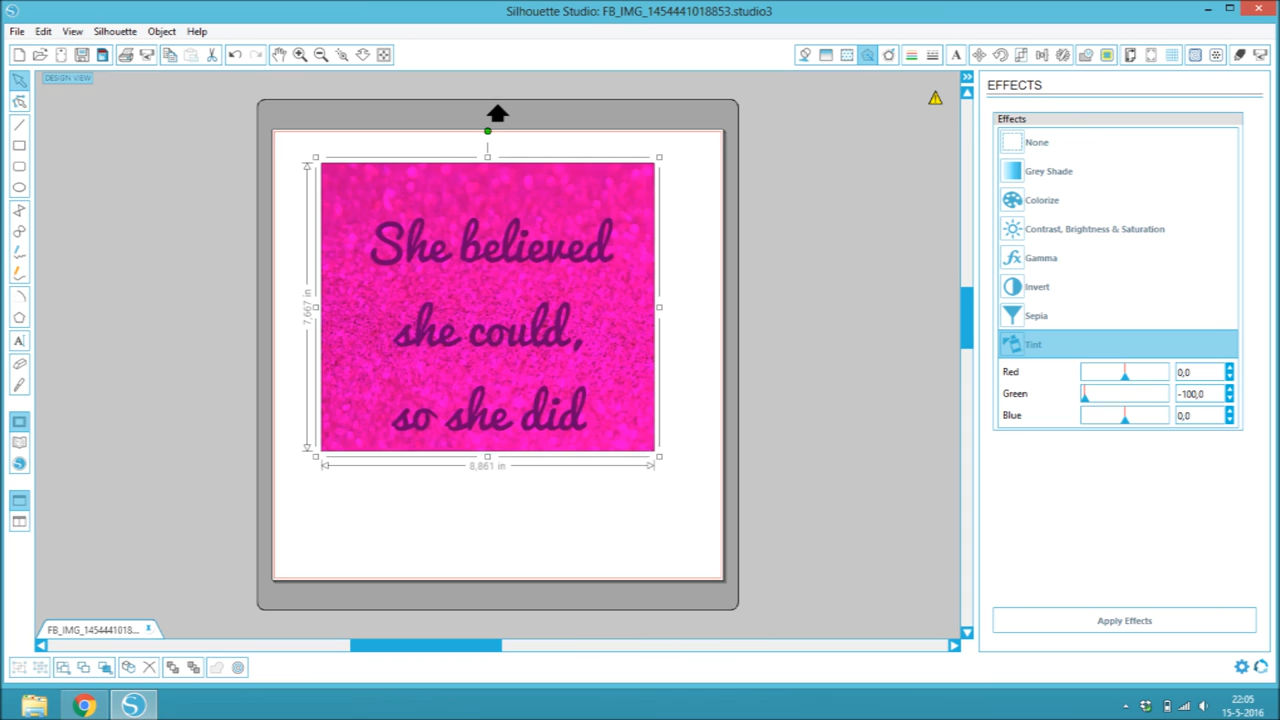 Silhouette Studio: FB_IMG_1454441018853.studio3
File Edit View Silhouette Object Help
DESIGN VIEW
EFFECTS
Effects
None
Grey Shade
Colorize
Contrast, Brightness & Saturation
Gamma
Invert
Sepia
Tint
Red 0,0
Green -100,0
Blue 0,0
She believed
she could,
so she did
7,667 in
8,861 in
Apply Effects
FB_IMG_1454441018...
22:05
15-5-2016